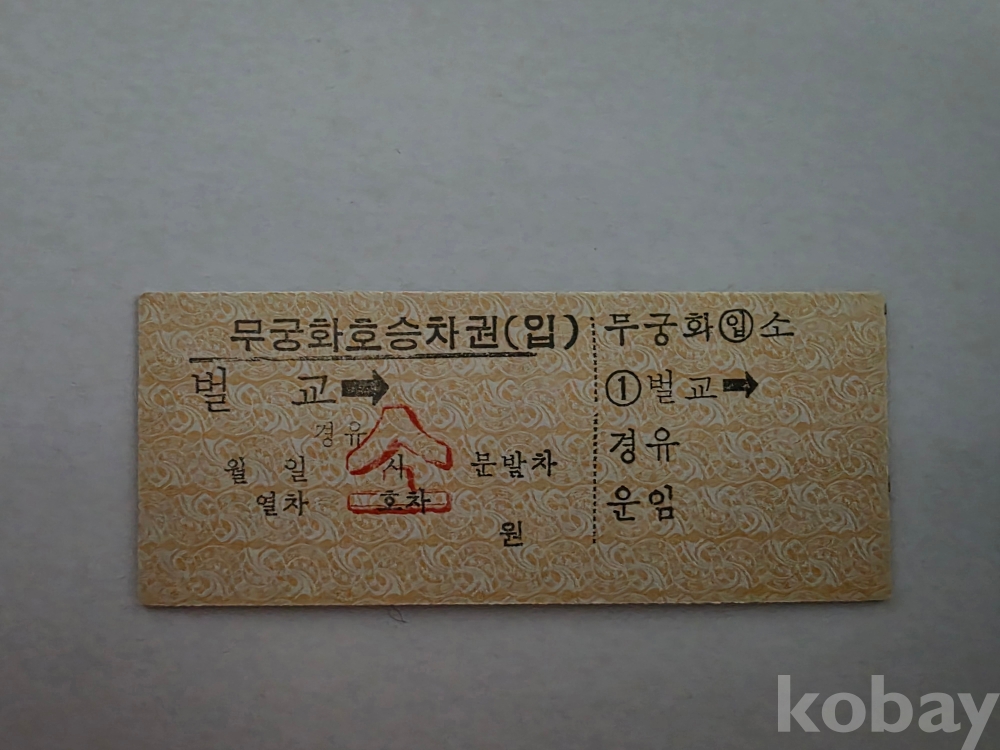 무궁화호승차권(입)
벌 교 ➡
경유
월 일 시 분발차
열차 호차
원
소
무궁화 입 소
① 벌교 ➡
경유
운임
kobay